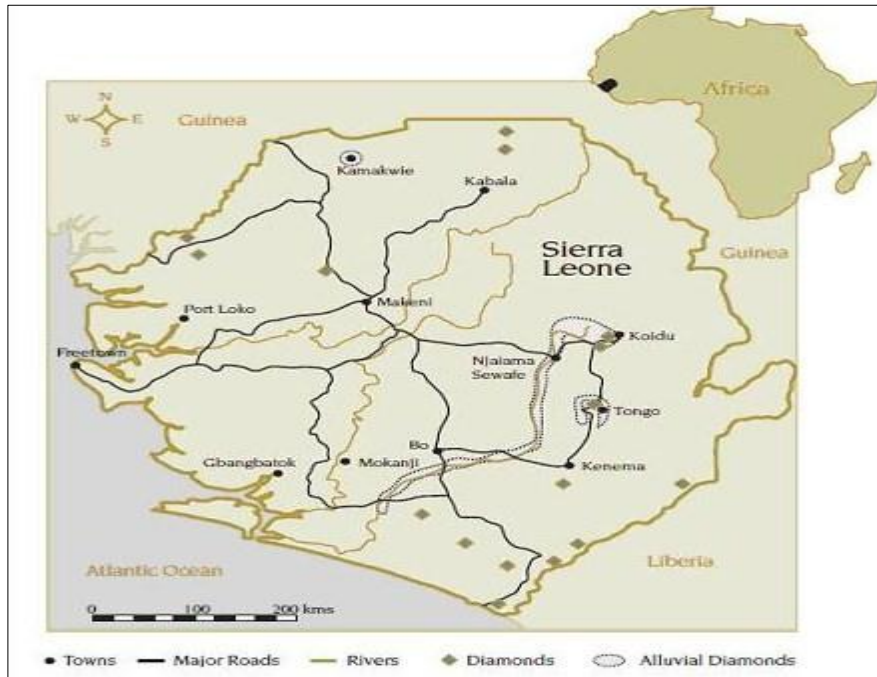 Africa
N
W E
S
Guinea
Kamakwie
Kabala
Sierra
Leone
Guinea
Makeni
Port Loko
Koidu
Freetown
Njaiama
Sewafe
Tongo
Bo
Mokanji
Kenema
Gbangbatok
Liberia
Atlantic Ocean
0 100 200 kms
Towns Major Roads Rivers Diamonds Alluvial Diamonds